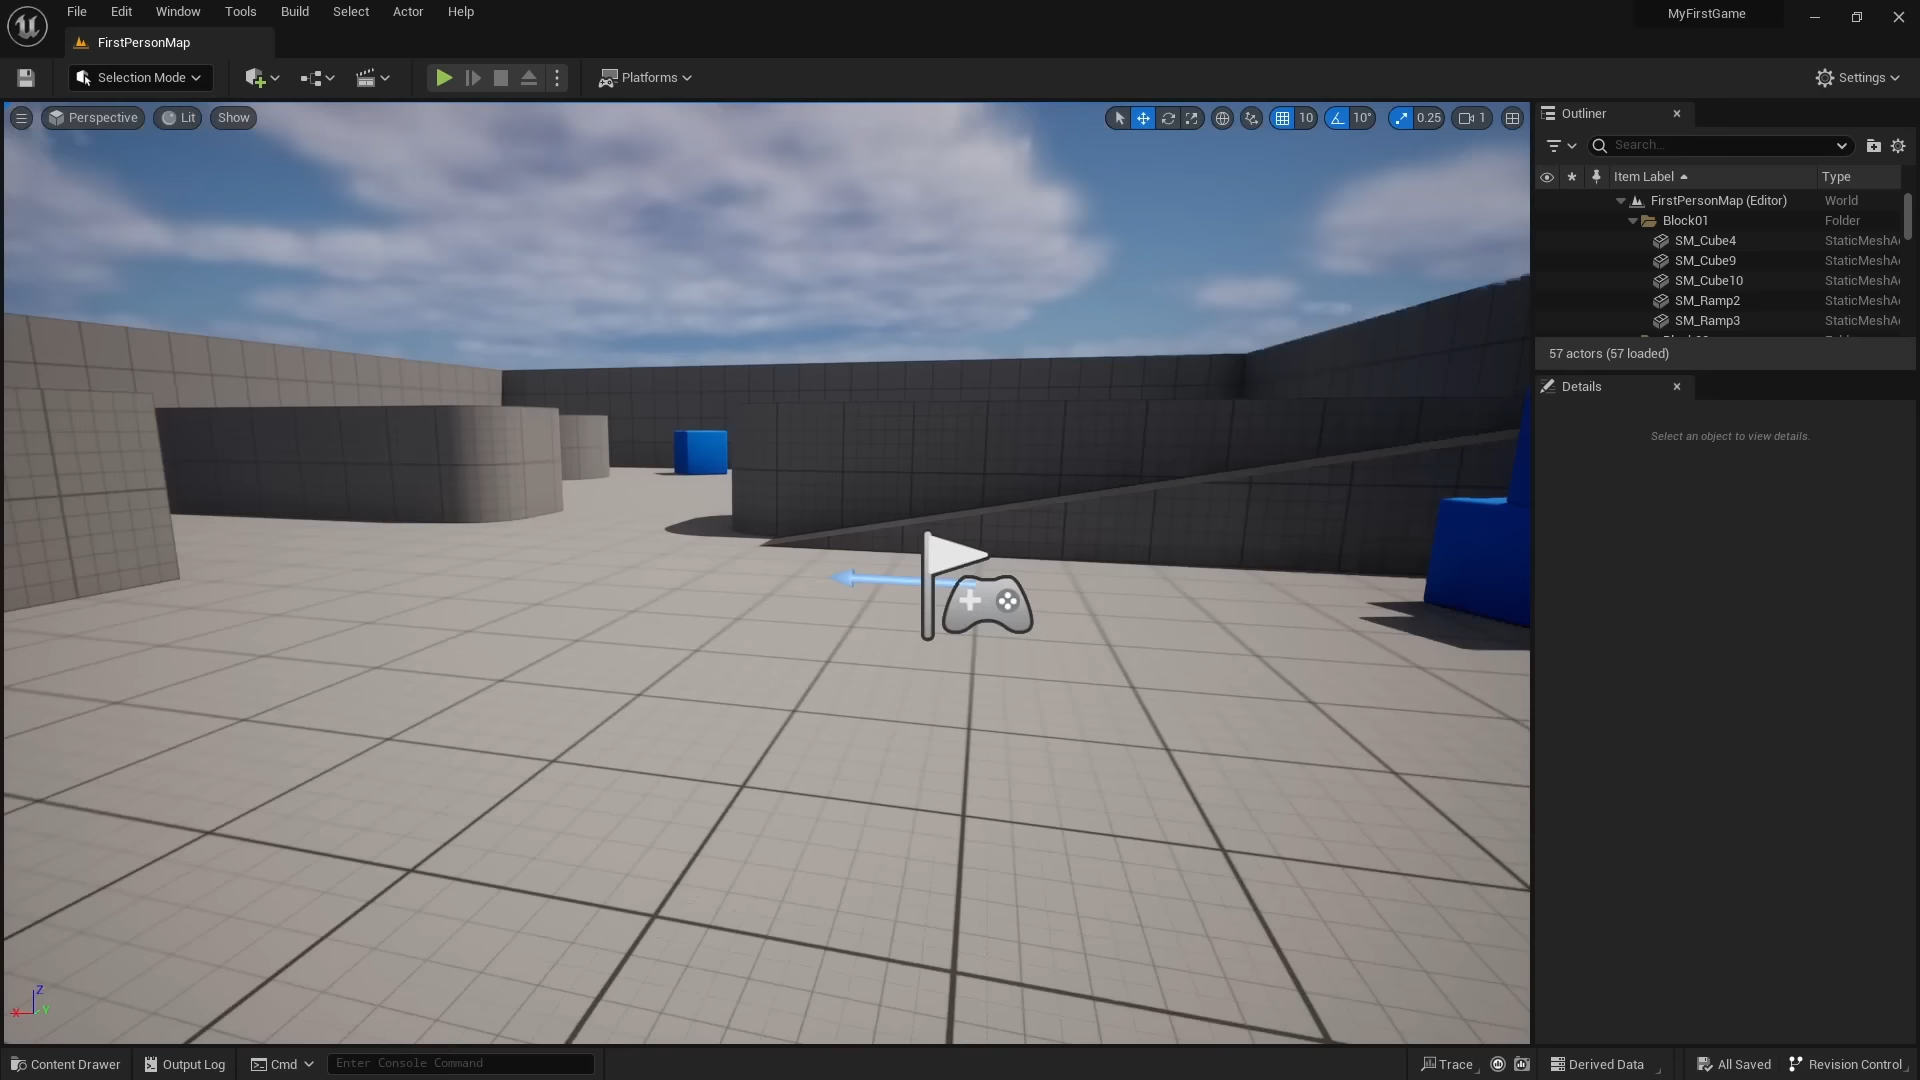 File Edit Window Tools Build Select Actor Help
MyFirstGame
FirstPersonMap
Selection Mode
Platforms
Settings
Perspective
Lit
Show
10
10°
0.25
1
Outliner
Search...
Item Label
Type
FirstPersonMap (Editor) World
Block01 Folder
SM_Cube4 StaticMeshA
SM_Cube9 StaticMeshA
SM_Cube10 StaticMeshA
SM_Ramp2 StaticMeshA
SM_Ramp3 StaticMeshA
57 actors (57 loaded)
Details
Select an object to view details.
Z
X
Y
Content Drawer
Output Log
Cmd
Enter Console Command
Trace
Derived Data
All Saved
Revision Control